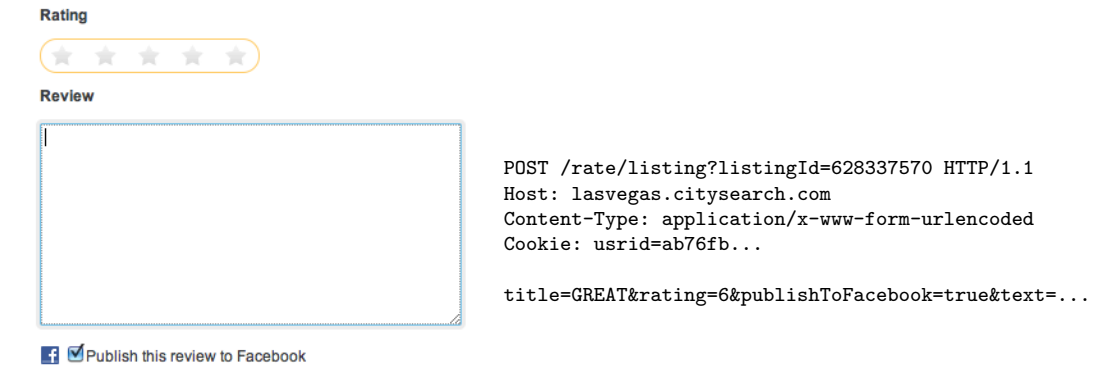 Rating
Review
POST /rate/listing?listingId=628337570 HTTP/1.1
Host: lasvegas.citysearch.com
Content-Type: application/x-www-form-urlencoded
Cookie: usrid=ab76fb...
title=GREAT&rating=6&publishToFacebook=true&text=...
f Publish this review to Facebook